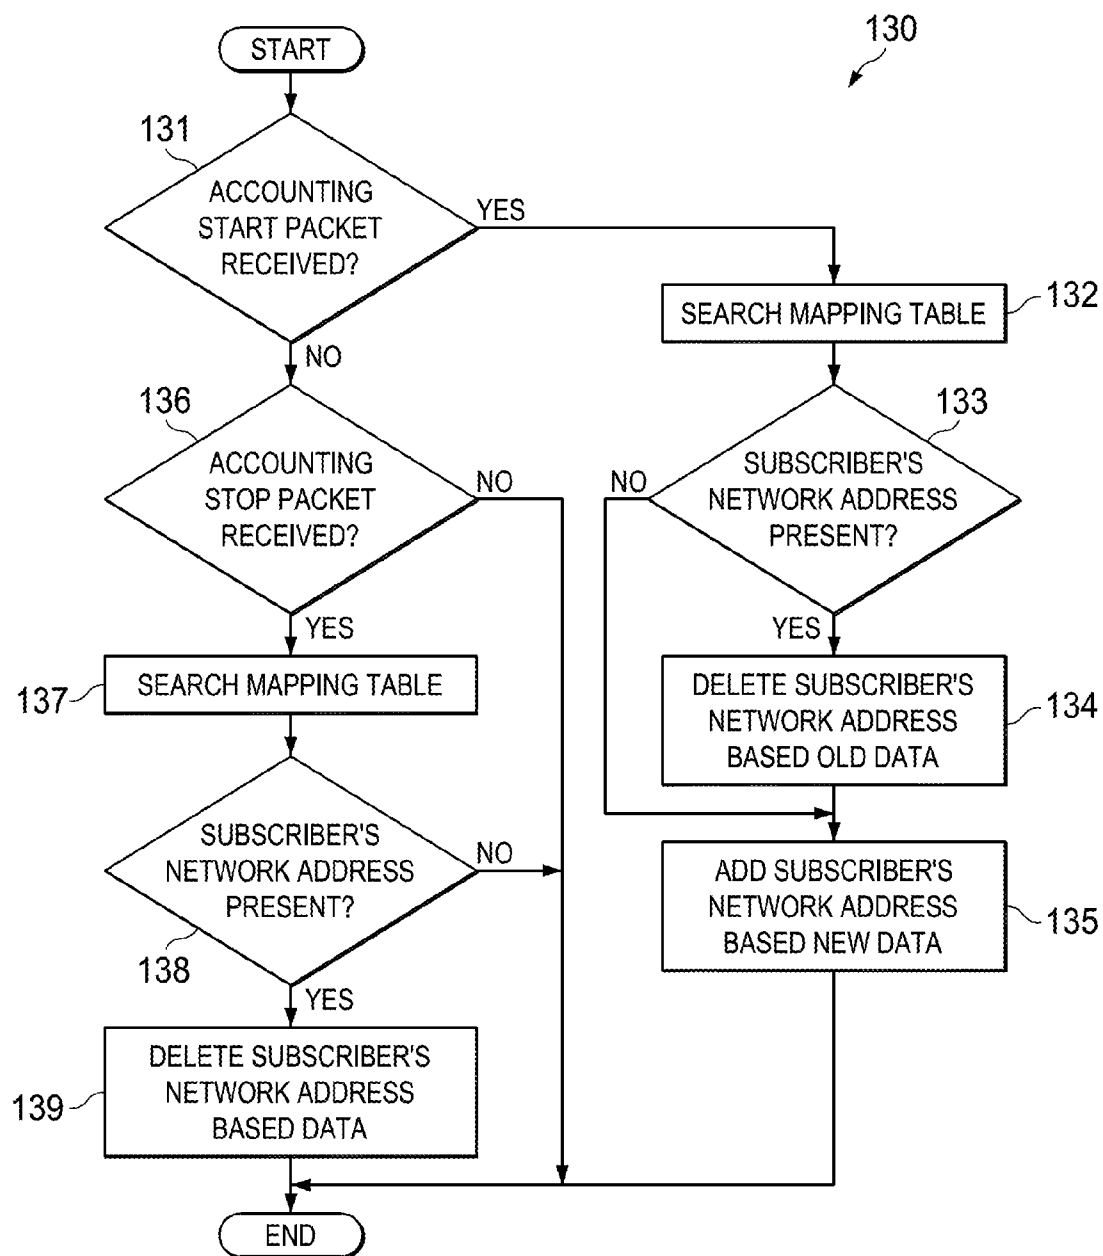 START
130
131
ACCOUNTING
START PACKET
RECEIVED?
YES
NO
SEARCH MAPPING TABLE
132
136
ACCOUNTING
STOP PACKET
RECEIVED?
NO
YES
133
SUBSCRIBER'S
NETWORK ADDRESS
PRESENT?
NO
YES
137
SEARCH MAPPING TABLE
DELETE SUBSCRIBER'S
NETWORK ADDRESS
BASED OLD DATA
134
SUBSCRIBER'S
NETWORK ADDRESS
PRESENT?
NO
138
YES
ADD SUBSCRIBER'S
NETWORK ADDRESS
BASED NEW DATA
135
DELETE SUBSCRIBER'S
NETWORK ADDRESS
BASED DATA
139
END